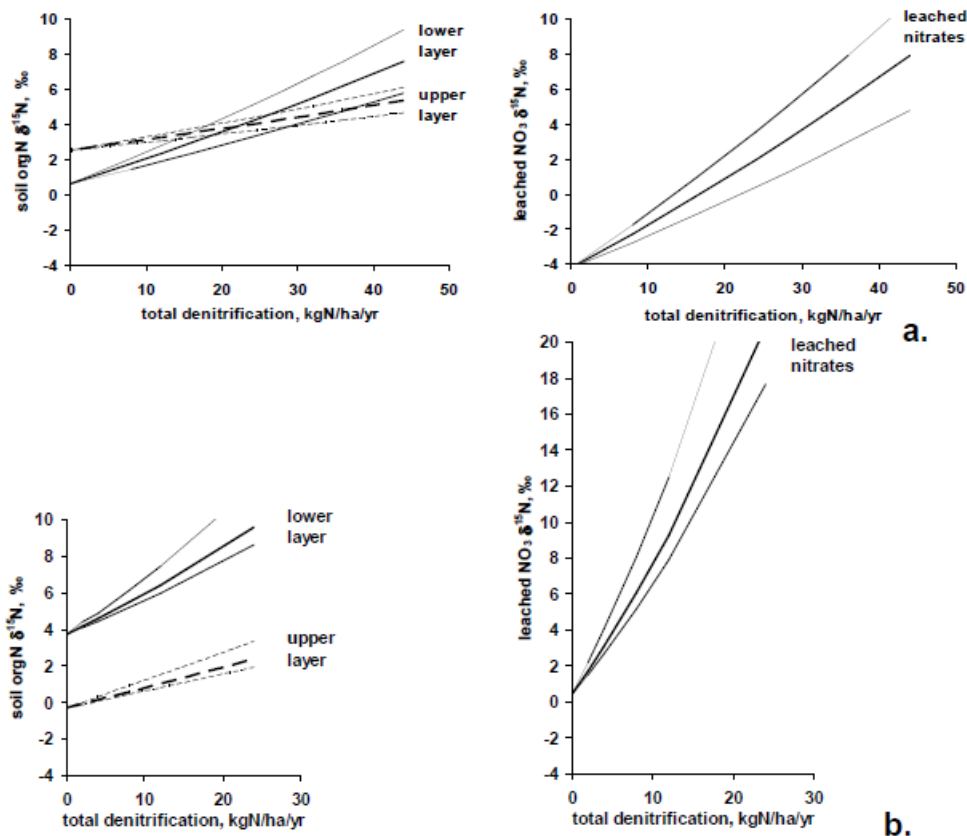 10
8
6
4
2
0
-2
-4
soil orgN δ¹⁵N, ‰
lower
layer
upper
layer
0 10 20 30 40 50
total denitrification, kgN/ha/yr
10
8
6
4
2
0
-2
-4
leached NO₃ δ¹⁵N, ‰
leached
nitrates
0 10 20 30 40 50
total denitrification, kgN/ha/yr
a.
10
8
6
4
2
0
-2
-4
soil orgN δ¹⁵N, ‰
lower
layer
upper
layer
0 10 20 30
total denitrification, kgN/ha/yr
20
18
16
14
12
10
8
6
4
2
0
-2
-4
leached NO₃ δ¹⁵N, ‰
leached
nitrates
0 10 20 30
total denitrification, kgN/ha/yr
b.